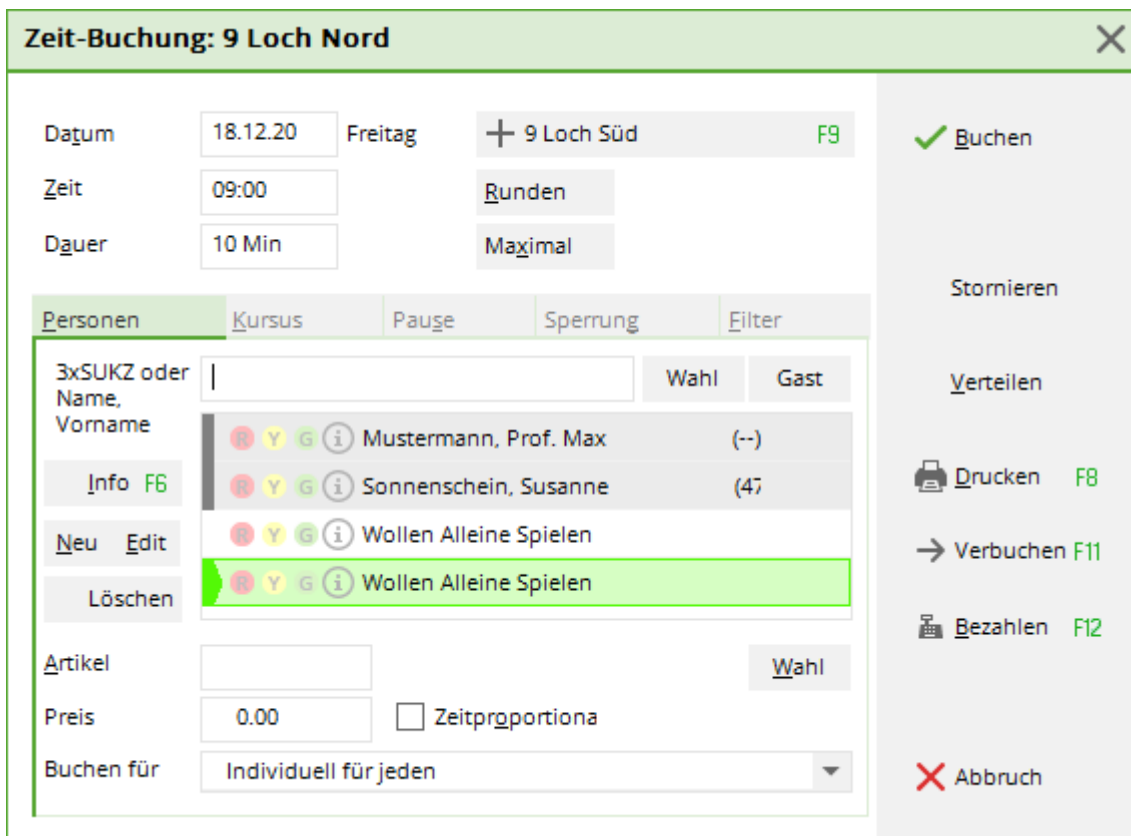 Zeit-Buchung: 9 Loch Nord
Datum 18.12.20 Freitag 9 Loch Süd F9
Buchen
Zeit 09:00 Runden
Dauer 10 Min Maximal
Stornieren
Personen Kursus Pause Sperrung Filter
3xSUKZ oder
Name,
Vorname
Wahl Gast
Verteilen
R Y G i Mustermann, Prof. Max (--)
Info F6
R Y G i Sonnenschein, Susanne (47
Drucken F8
Neu Edit
R Y G i Wollen Alleine Spielen
Verbuchen F11
Löschen
R Y G i Wollen Alleine Spielen
Bezahlen F12
Artikel Wahl
Preis 0.00 Zeitproportiona
Buchen für Individuell für jeden
Abbruch